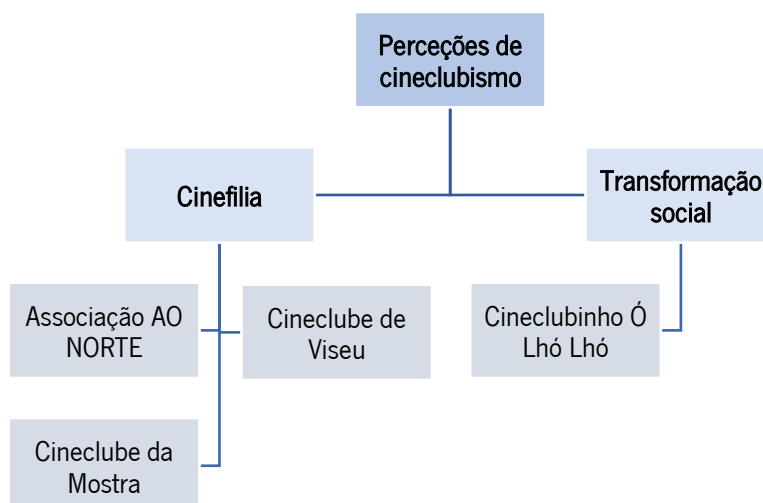 Perceções de
cineclubismo
Cinefilia
Transformação
social
Associação AO
NORTE
Cineclube de
Viseu
Cineclubinho Ó
Lhó Lhó
Cineclube da
Mostra